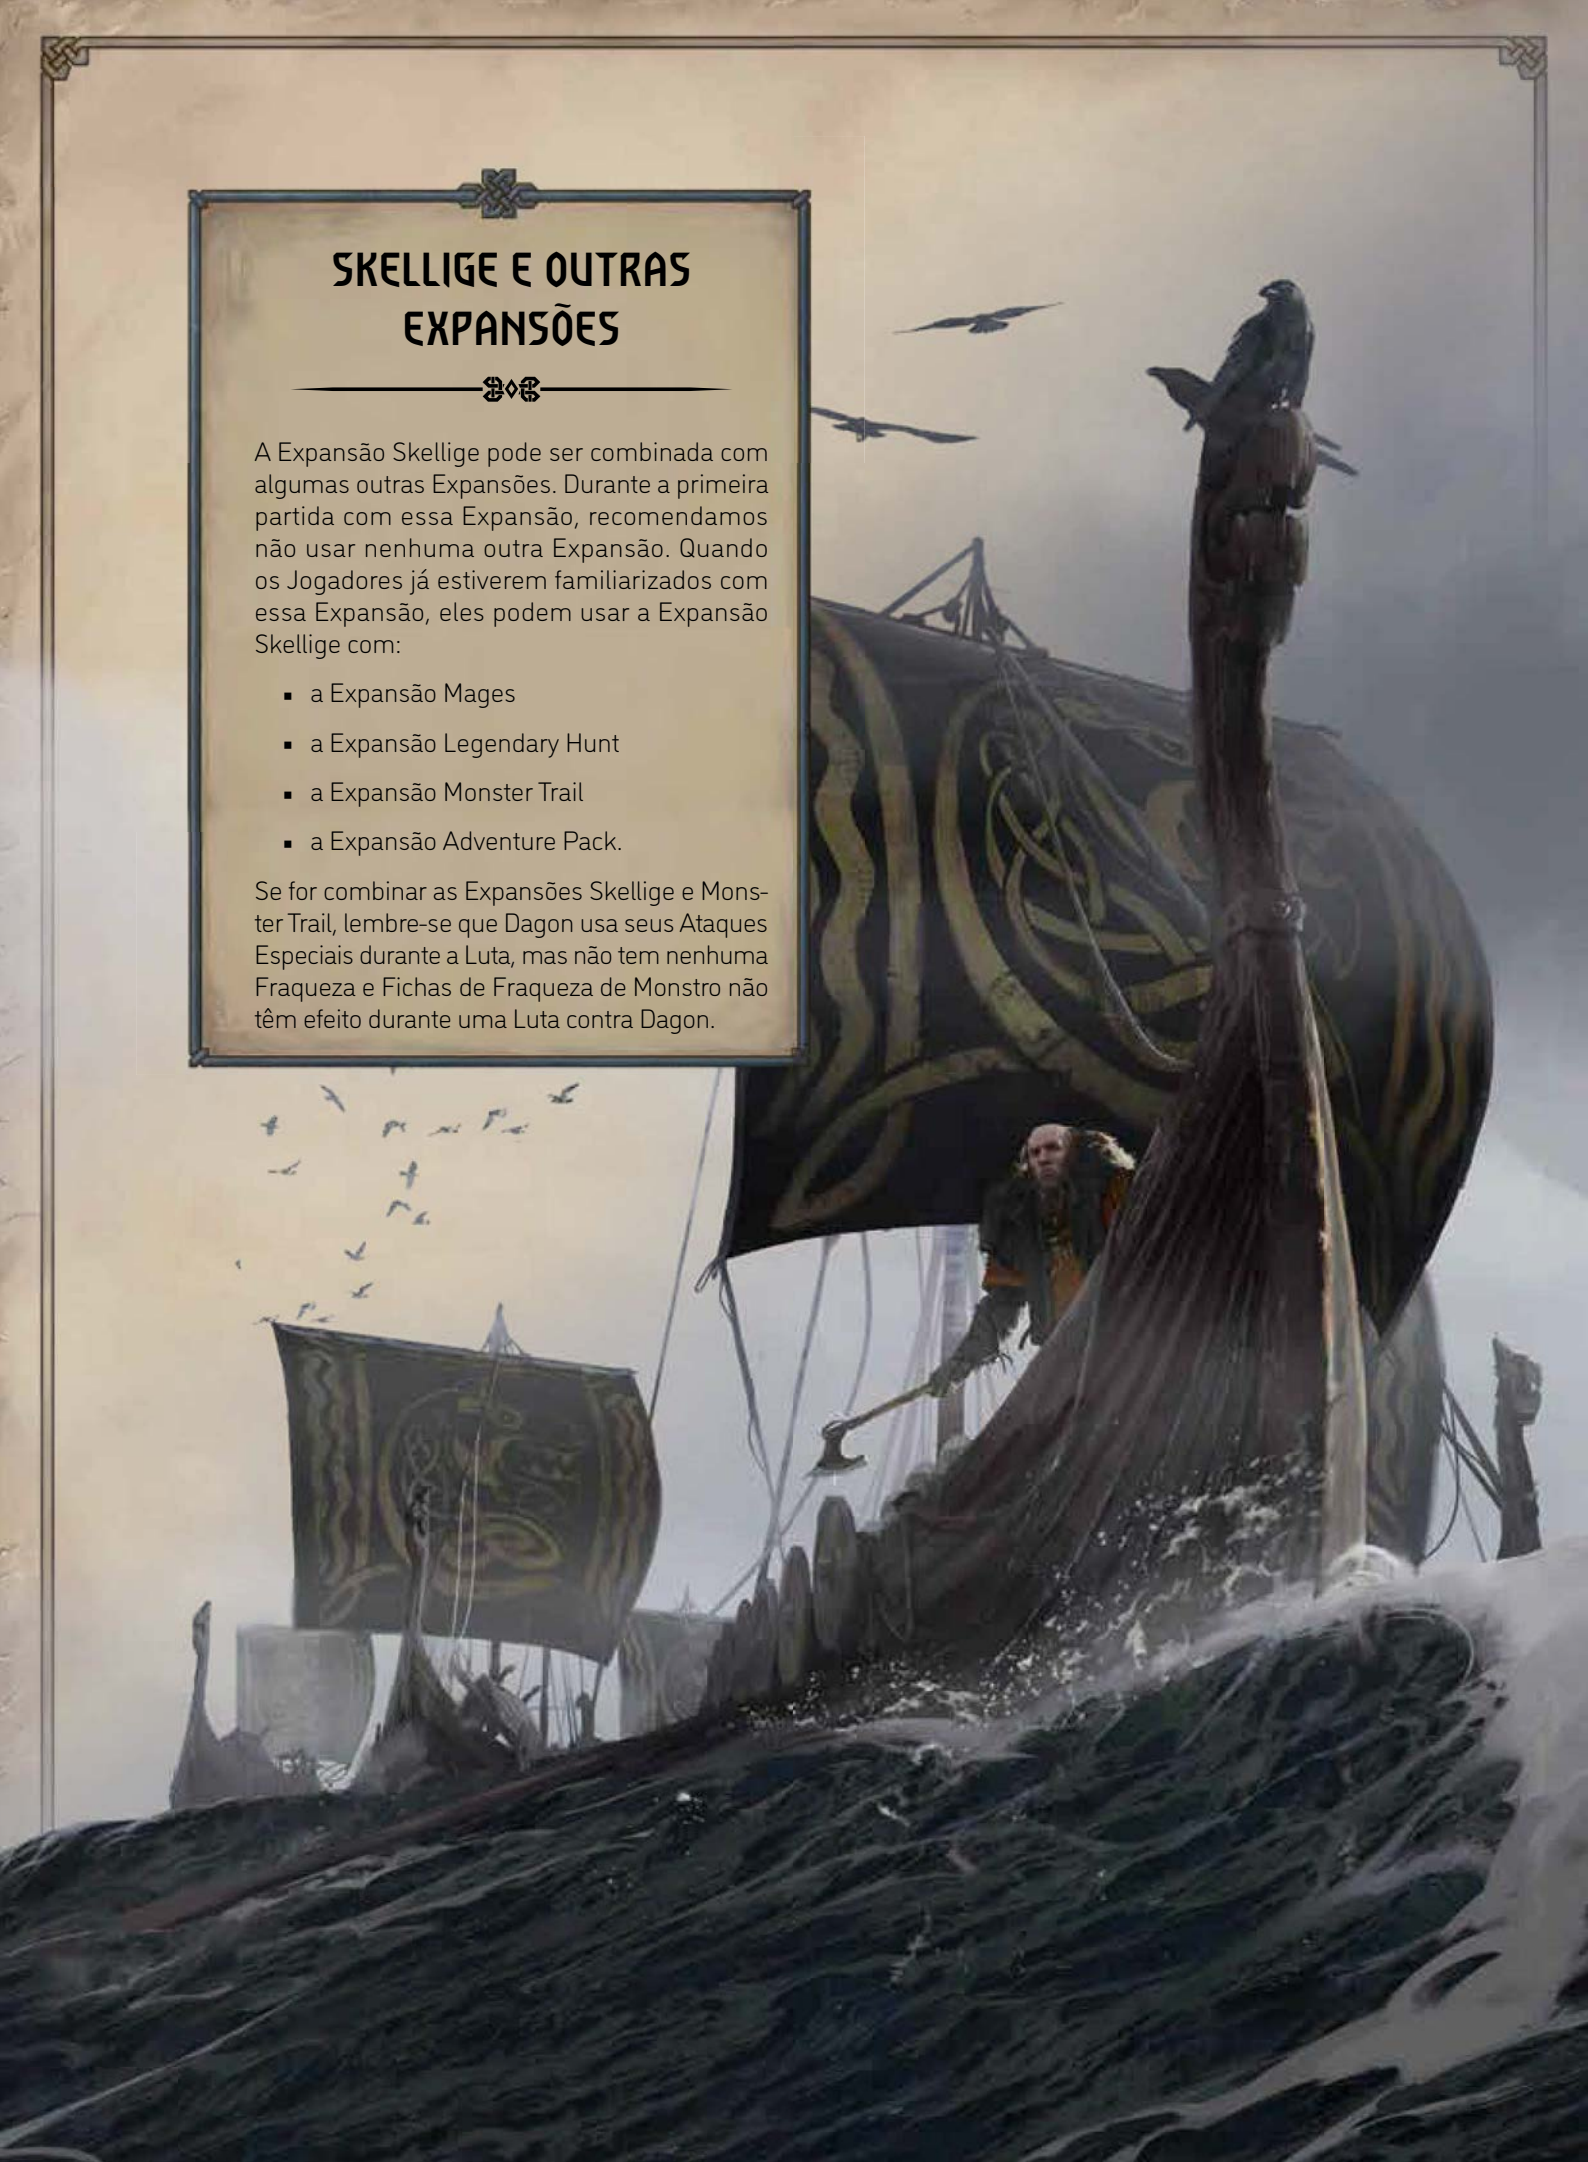 SKELLIGE E OUTRAS
EXPANSÕES
A Expansão Skellige pode ser combinada com
algumas outras Expansões. Durante a primeira
partida com essa Expansão, recomendamos
não usar nenhuma outra Expansão. Quando
os Jogadores já estiverem familiarizados com
essa Expansão, eles podem usar a Expansão
Skellige com:
▪ a Expansão Mages
▪ a Expansão Legendary Hunt
▪ a Expansão Monster Trail
▪ a Expansão Adventure Pack.
Se for combinar as Expansões Skellige e Mons-
ter Trail, lembre-se que Dagon usa seus Ataques
Especiais durante a Luta, mas não tem nenhuma
Fraqueza e Fichas de Fraqueza de Monstro não
têm efeito durante uma Luta contra Dagon.